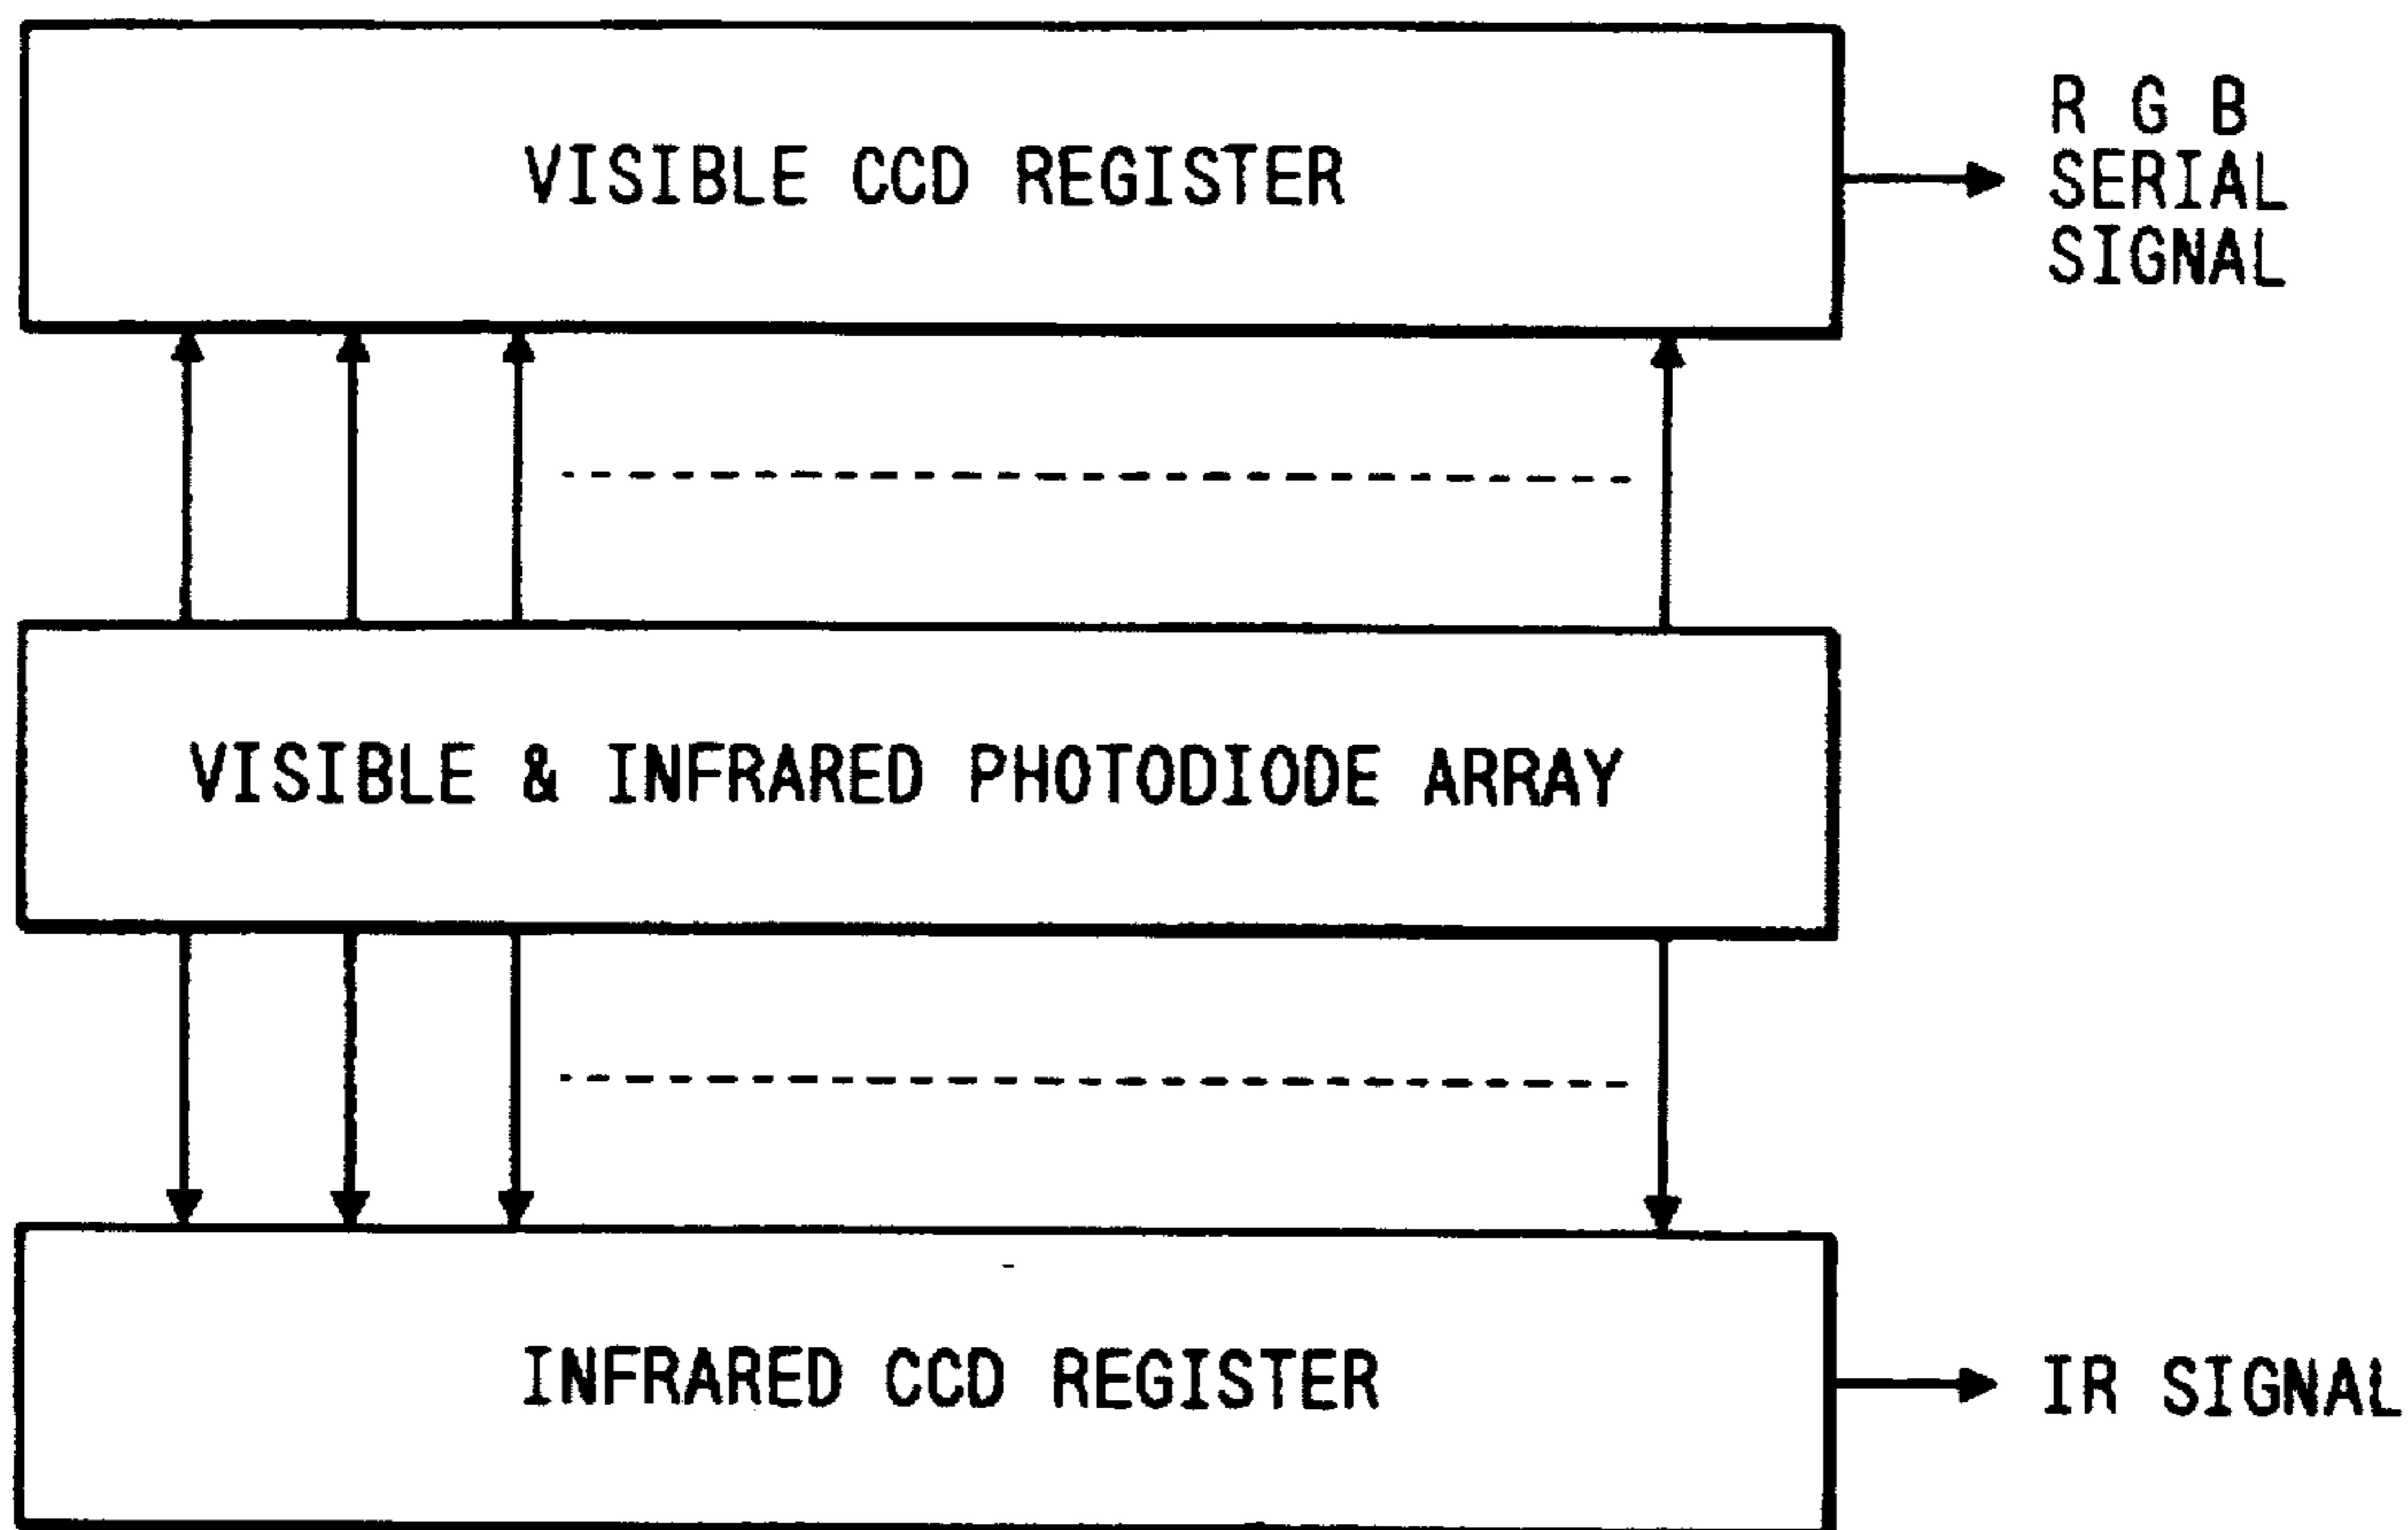 VISIBLE CCD REGISTER
R G B
SERIAL
SIGNAL
VISIBLE & INFRARED PHOTODIODE ARRAY
INFRARED CCD REGISTER
IR SIGNAL